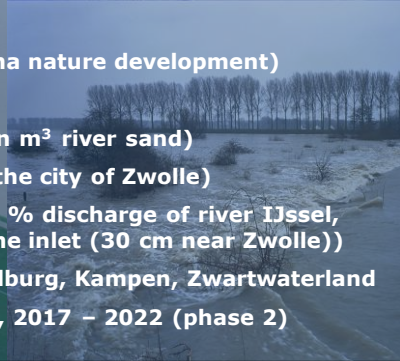 na nature development)
n m³ river sand)
the city of Zwolle)
% discharge of river IJssel,
ne inlet (30 cm near Zwolle))
lburg, Kampen, Zwartwaterland
, 2017 – 2022 (phase 2)